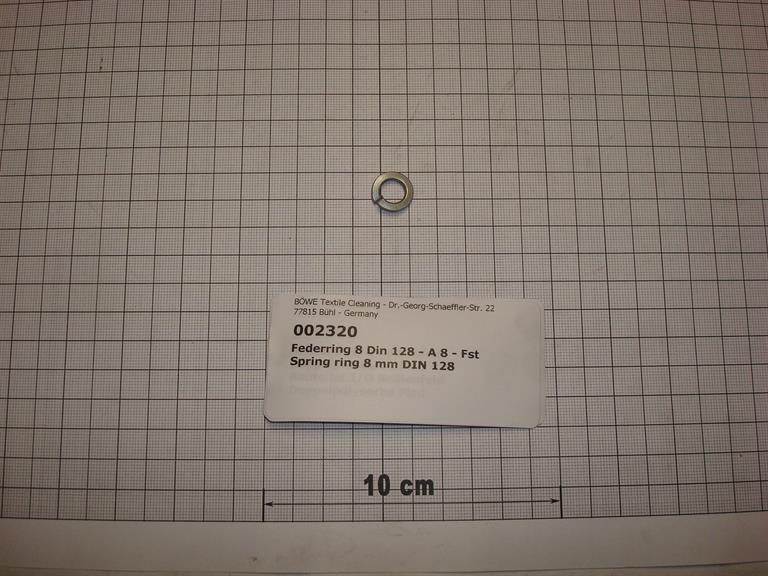 BÖWE Textile Cleaning - Dr.-Georg-Schaeffler-Str. 22
77815 Bühl - Germany
002320
Federring 8 Din 128 - A 8 - Fst
Spring ring 8 mm DIN 128
10 cm